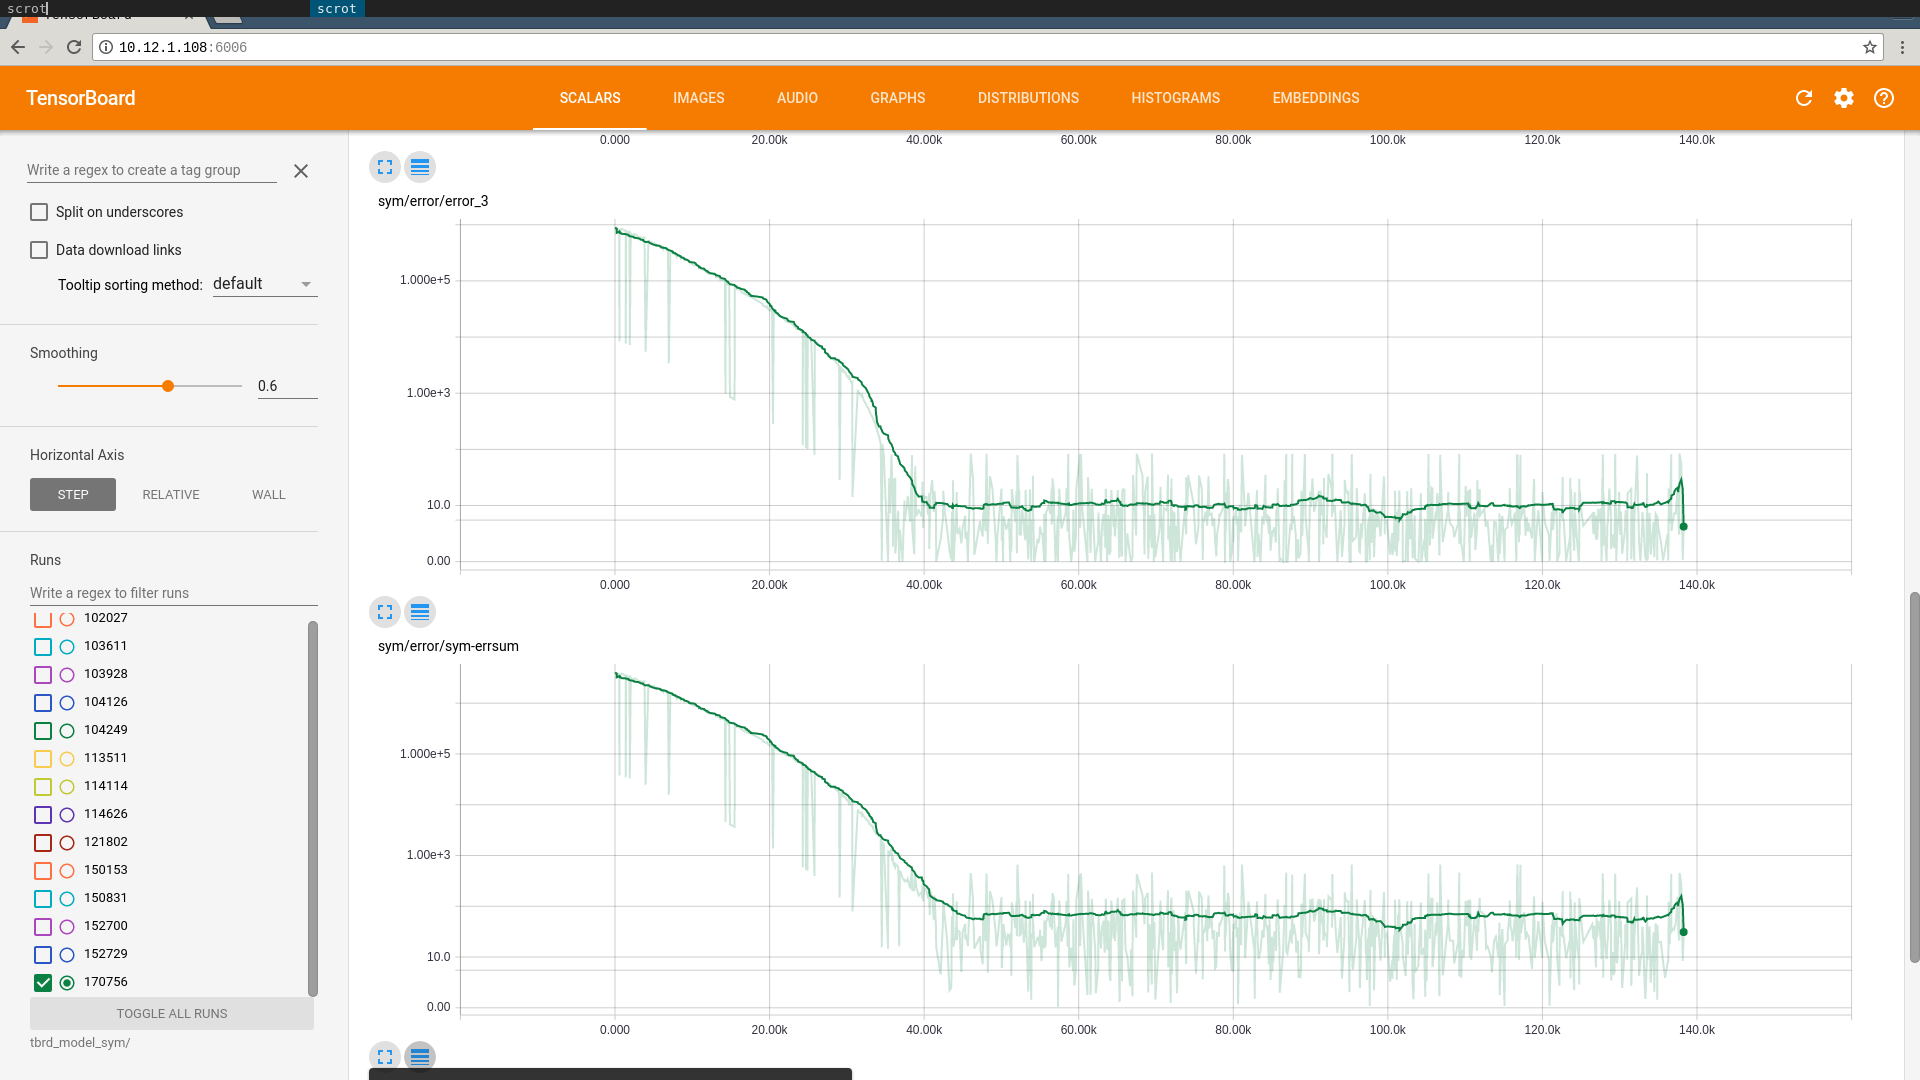 scrot scrot
TensorBoard
10.12.1.108:6006
TensorBoard SCALARS IMAGES AUDIO GRAPHS DISTRIBUTIONS HISTOGRAMS EMBEDDINGS
Write a regex to create a tag group
Split on underscores
Data download links
Tooltip sorting method: default
Smoothing
0.6
Horizontal Axis
STEP RELATIVE WALL
Runs
Write a regex to filter runs
102027
103611
103928
104126
104249
113511
114114
114626
121802
150153
150831
152700
152729
170756
TOGGLE ALL RUNS
tbrd_model_sym/
0.000 20.00k 40.00k 60.00k 80.00k 100.0k 120.0k 140.0k
sym/error/error_3
1.000e+5
1.00e+3
10.0
0.00
0.000 20.00k 40.00k 60.00k 80.00k 100.0k 120.0k 140.0k
sym/error/sym-errsum
1.000e+5
1.00e+3
10.0
0.00
0.000 20.00k 40.00k 60.00k 80.00k 100.0k 120.0k 140.0k